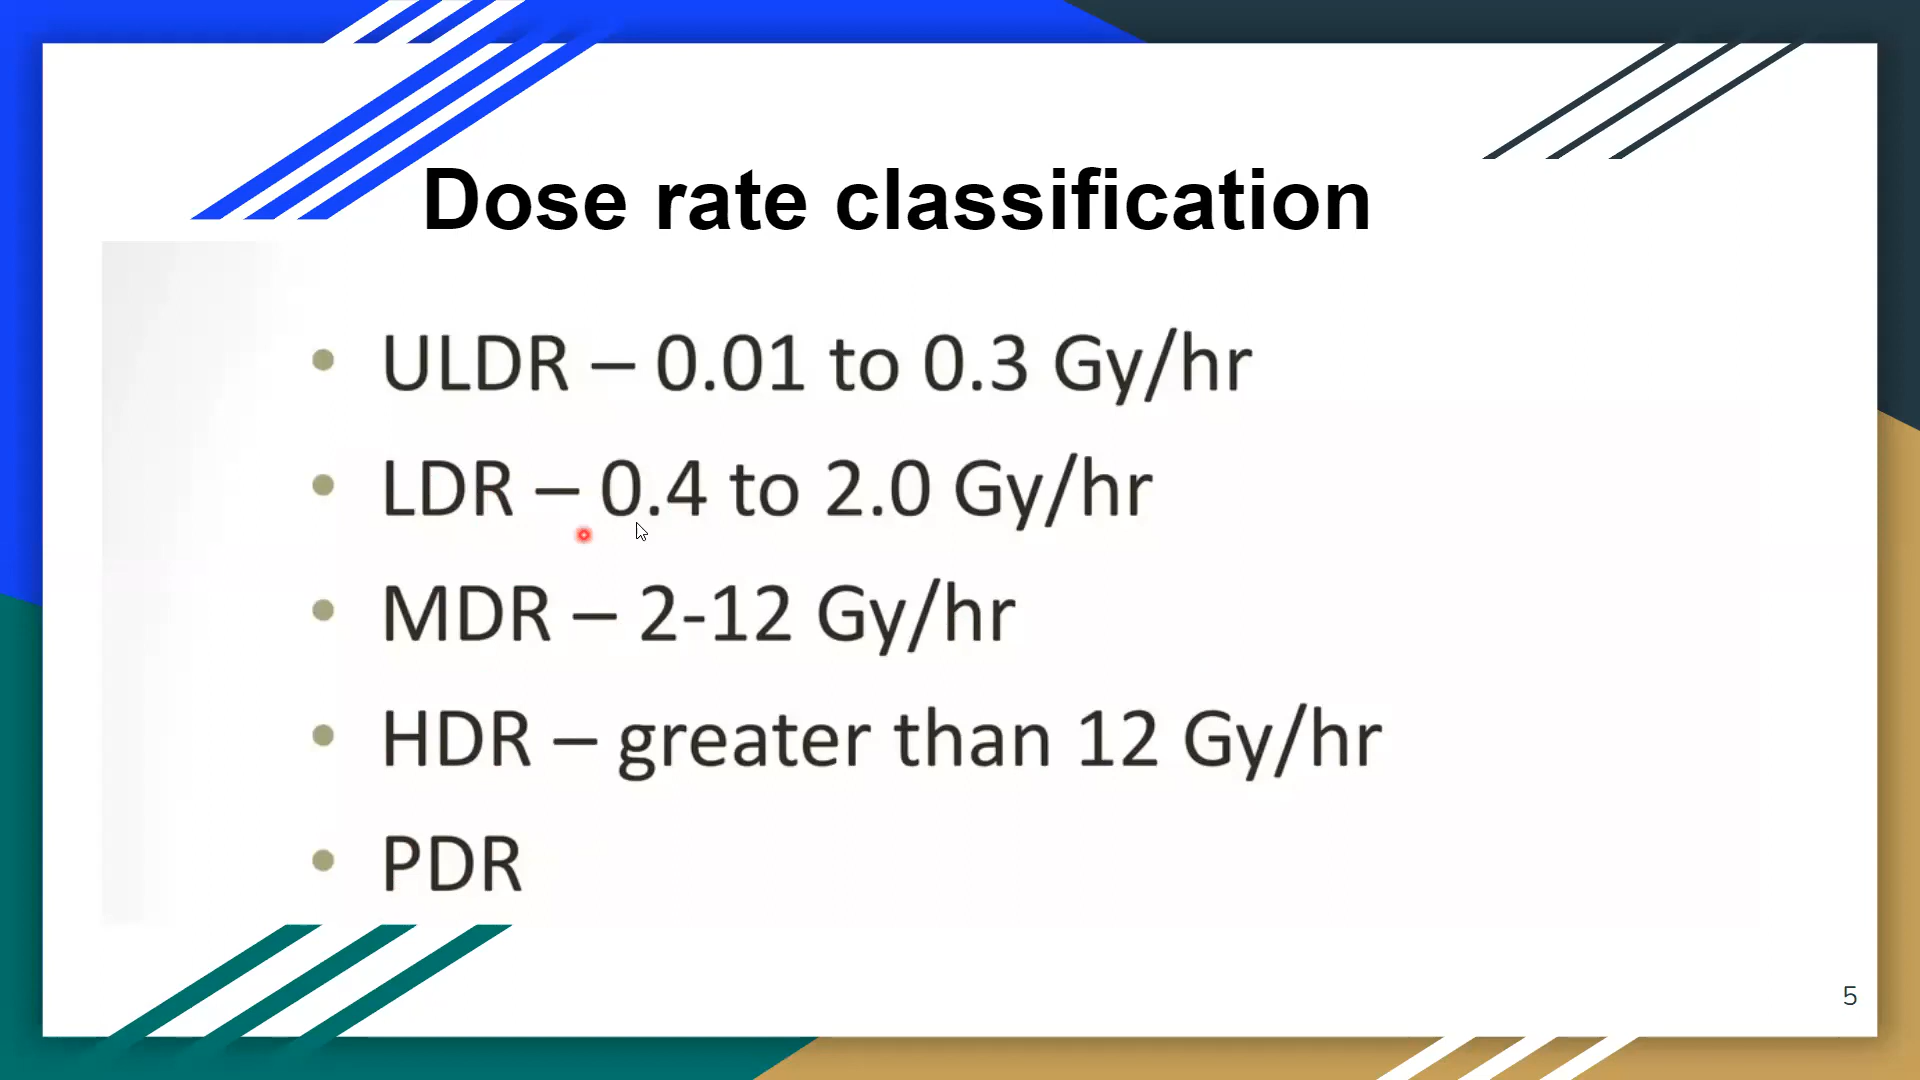 Dose rate classification
• ULDR – 0.01 to 0.3 Gy/hr
• LDR – 0.4 to 2.0 Gy/hr
• MDR – 2-12 Gy/hr
• HDR – greater than 12 Gy/hr
• PDR
5